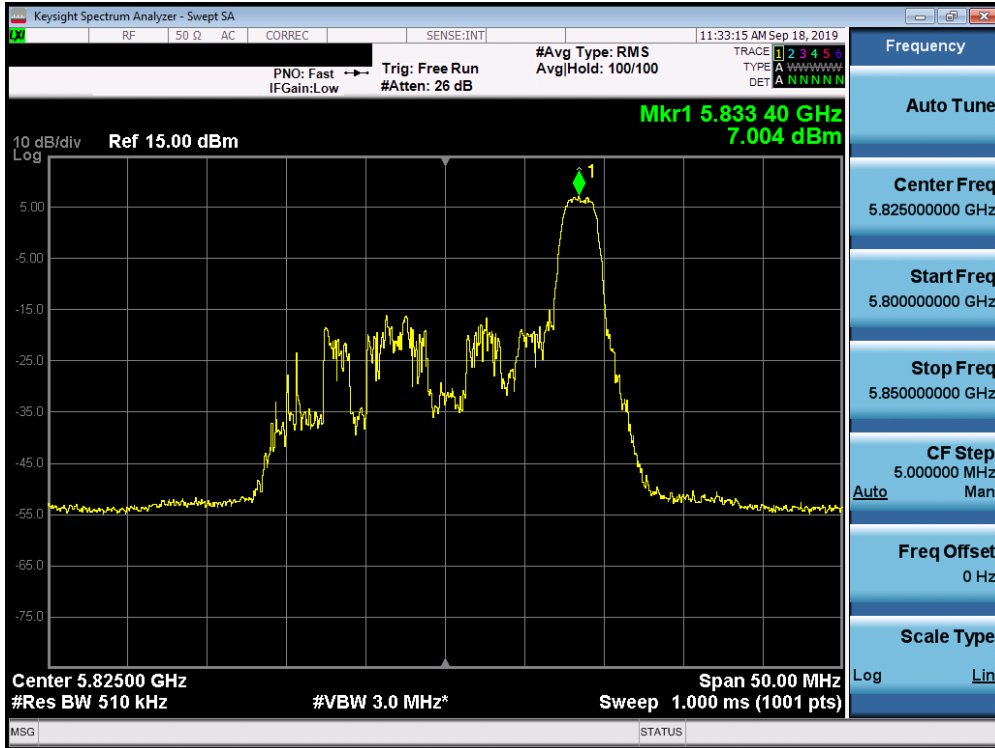 Keysight Spectrum Analyzer - Swept SA
LXI RF 50 Ω AC CORREC SENSE:INT 11:33:15 AM Sep 18, 2019
PNO: Fast
IFGain:Low
Trig: Free Run
#Atten: 26 dB
#Avg Type: RMS
Avg|Hold: 100/100
TRACE 1 2 3 4 5 6
TYPE A WWWWW
DET A N N N N N
Mkr1 5.833 40 GHz
7.004 dBm
10 dB/div Ref 15.00 dBm
Log
1
5.00
-5.00
-15.0
-25.0
-35.0
-45.0
-55.0
-65.0
-75.0
Center 5.82500 GHz Span 50.00 MHz
#Res BW 510 kHz #VBW 3.0 MHz* Sweep 1.000 ms (1001 pts)
MSG STATUS
Frequency
Auto Tune
Center Freq
5.825000000 GHz
Start Freq
5.800000000 GHz
Stop Freq
5.850000000 GHz
CF Step
5.000000 MHz
Auto Man
Freq Offset
0 Hz
Scale Type
Log Lin